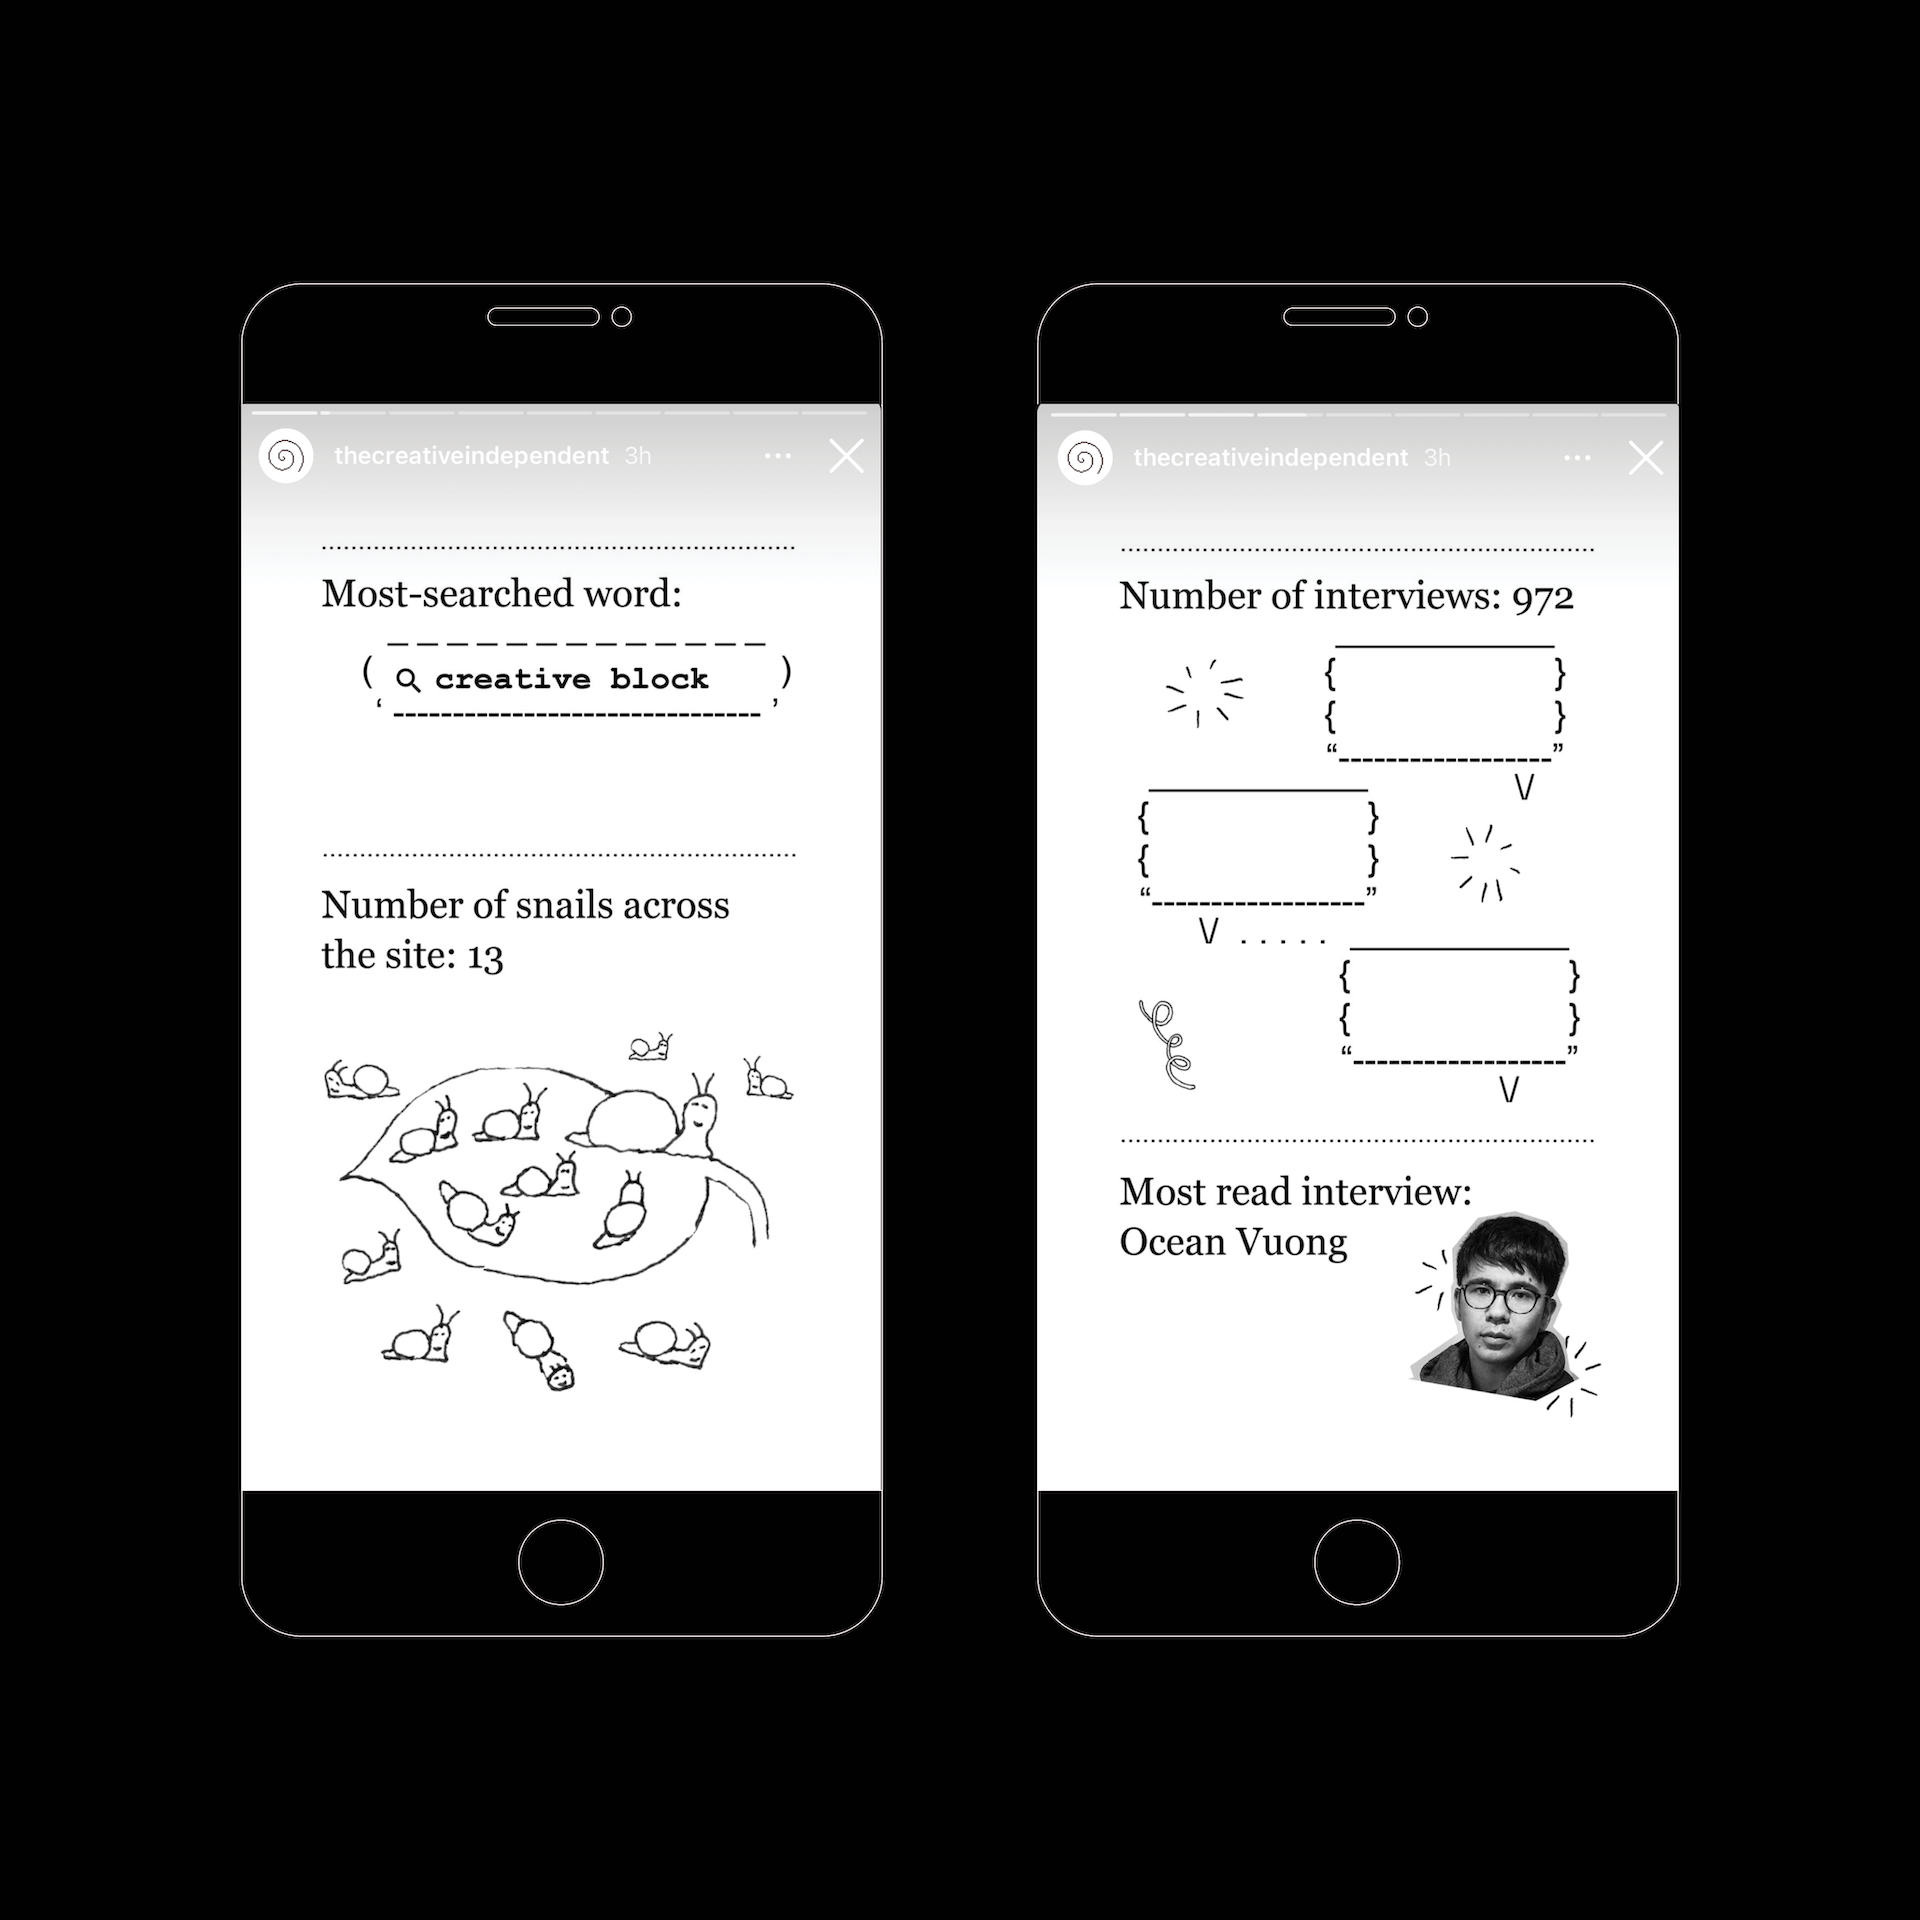 thecreativeindependent 3h
Most-searched word:
creative block
Number of snails across
the site: 13
thecreativeindependent 3h
Number of interviews: 972
Most read interview:
Ocean Vuong